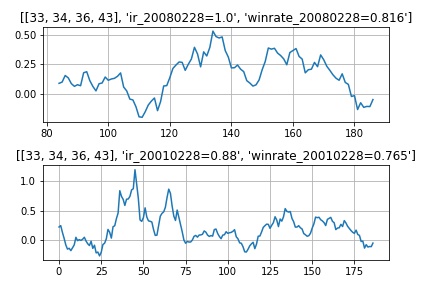 [[33, 34, 36, 43], 'ir_20080228=1.0', 'winrate_20080228=0.816']
0.50
0.25
0.00
80 100 120 140 160 180
[[33, 34, 36, 43], 'ir_20010228=0.88', 'winrate_20010228=0.765']
1.0
0.5
0.0
0 25 50 75 100 125 150 175